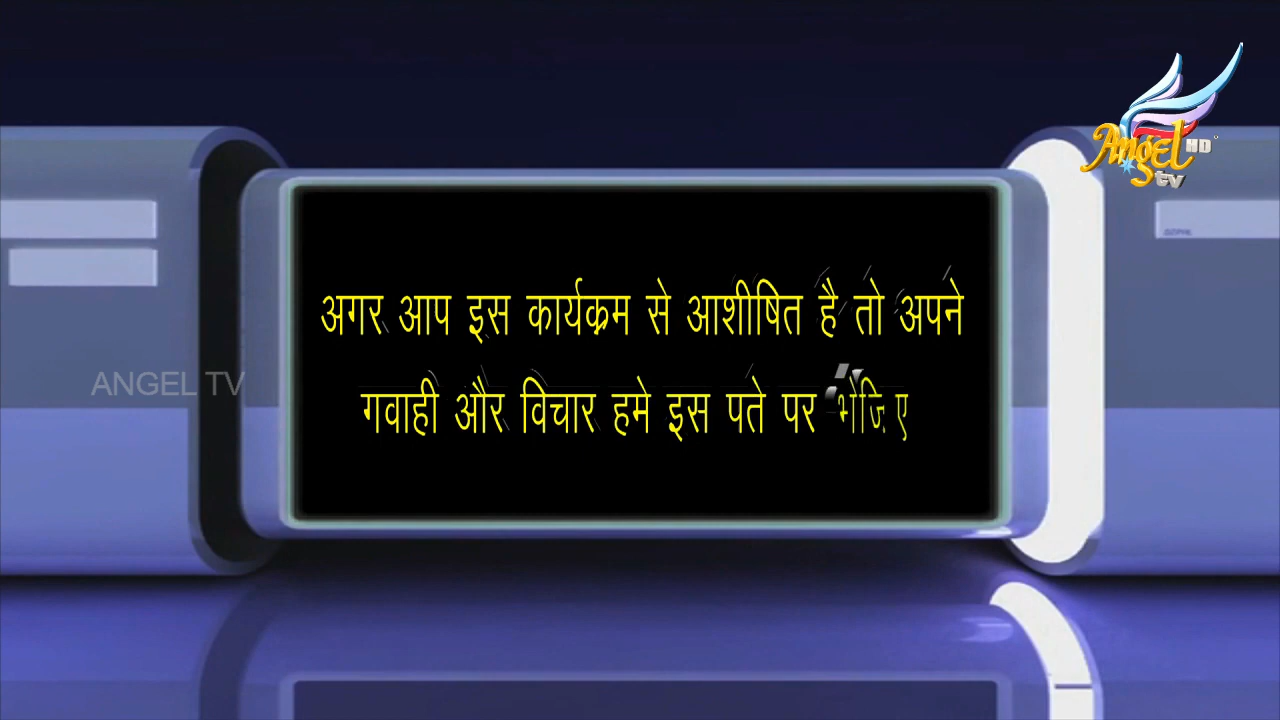 Angel HD
tv
अगर आप इस कार्यक्रम से आशीषित है तो अपने
ANGEL TV
गवाही और विचार हमे इस पते पर भेजिए